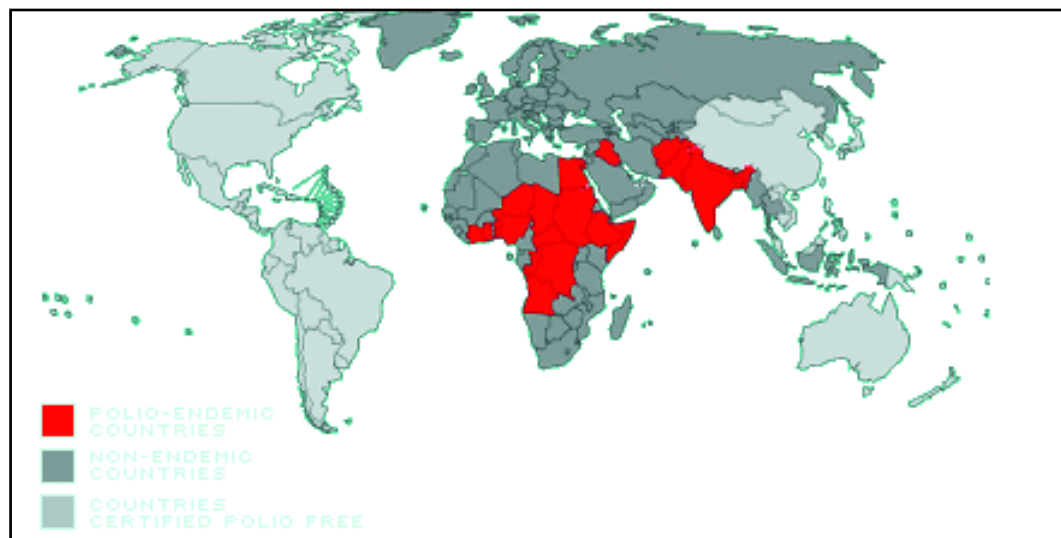 POLIO-ENDEMIC
COUNTRIES
NON-ENDEMIC
COUNTRIES
COUNTRIES
CERTIFIED POLIO FREE